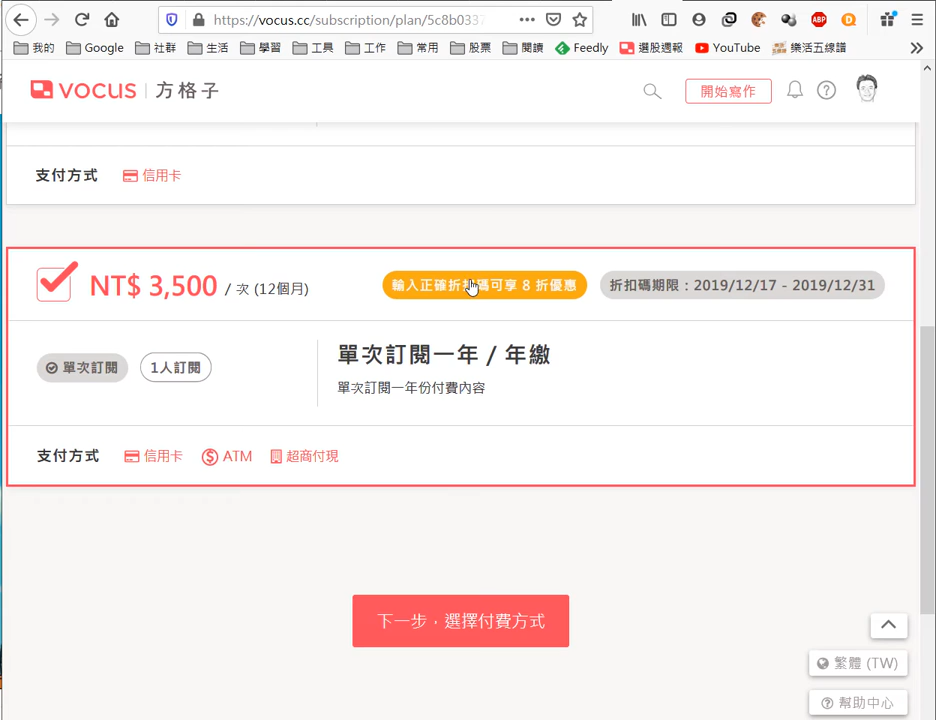 https://vocus.cc/subscription/plan/5c8b0337
我的 Google 社群 生活 學習 工具 工作 常用 股票 閱讀 Feedly 選股週報 YouTube 樂活五線譜
VOCUS | 方格子 開始寫作
支付方式 信用卡
NT$ 3,500 / 次 (12個月) 輸入正確折扣碼可享 8 折優惠 折扣碼期限：2019/12/17 - 2019/12/31
單次訂閱一年 / 年繳
單次訂閱 1人訂閱
單次訂閱一年份付費內容
支付方式 信用卡 ATM 超商付現
下一步，選擇付費方式
繁體 (TW)
幫助中心